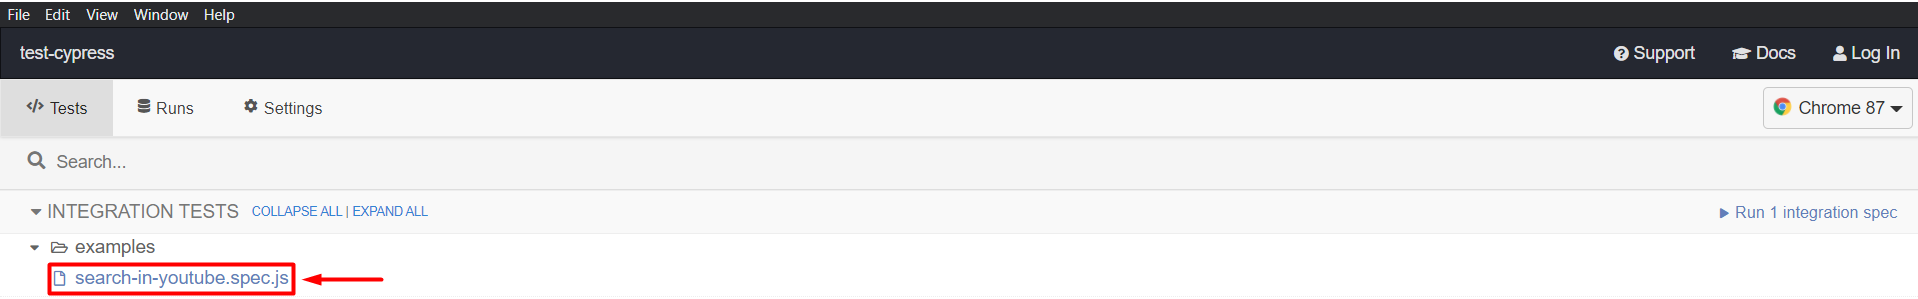 File Edit View Window Help
test-cypress Support Docs Log In
Tests Runs Settings Chrome 87
Search...
INTEGRATION TESTS COLLAPSE ALL | EXPAND ALL Run 1 integration spec
examples
search-in-youtube.spec.js